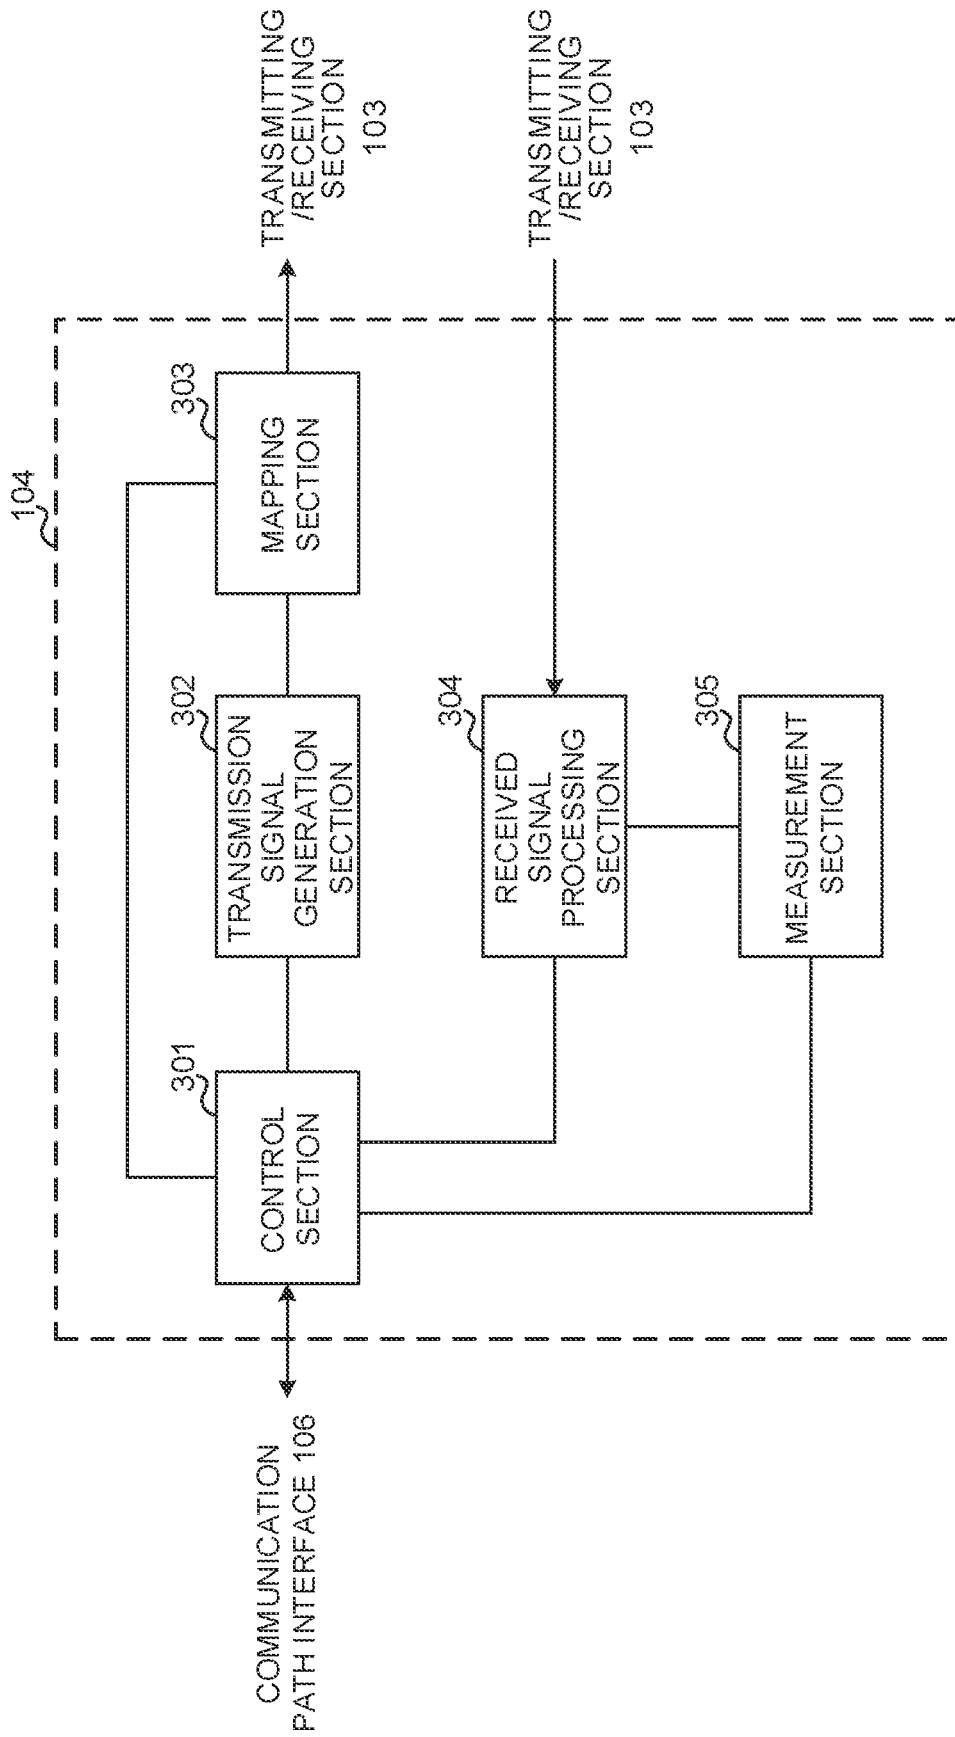 104
COMMUNICATION
PATH INTERFACE 106
301
CONTROL
SECTION
302
TRANSMISSION
SIGNAL
GENERATION
SECTION
303
MAPPING
SECTION
TRANSMITTING
/RECEIVING
SECTION
103
304
RECEIVED
SIGNAL
PROCESSING
SECTION
TRANSMITTING
/RECEIVING
SECTION
103
305
MEASUREMENT
SECTION